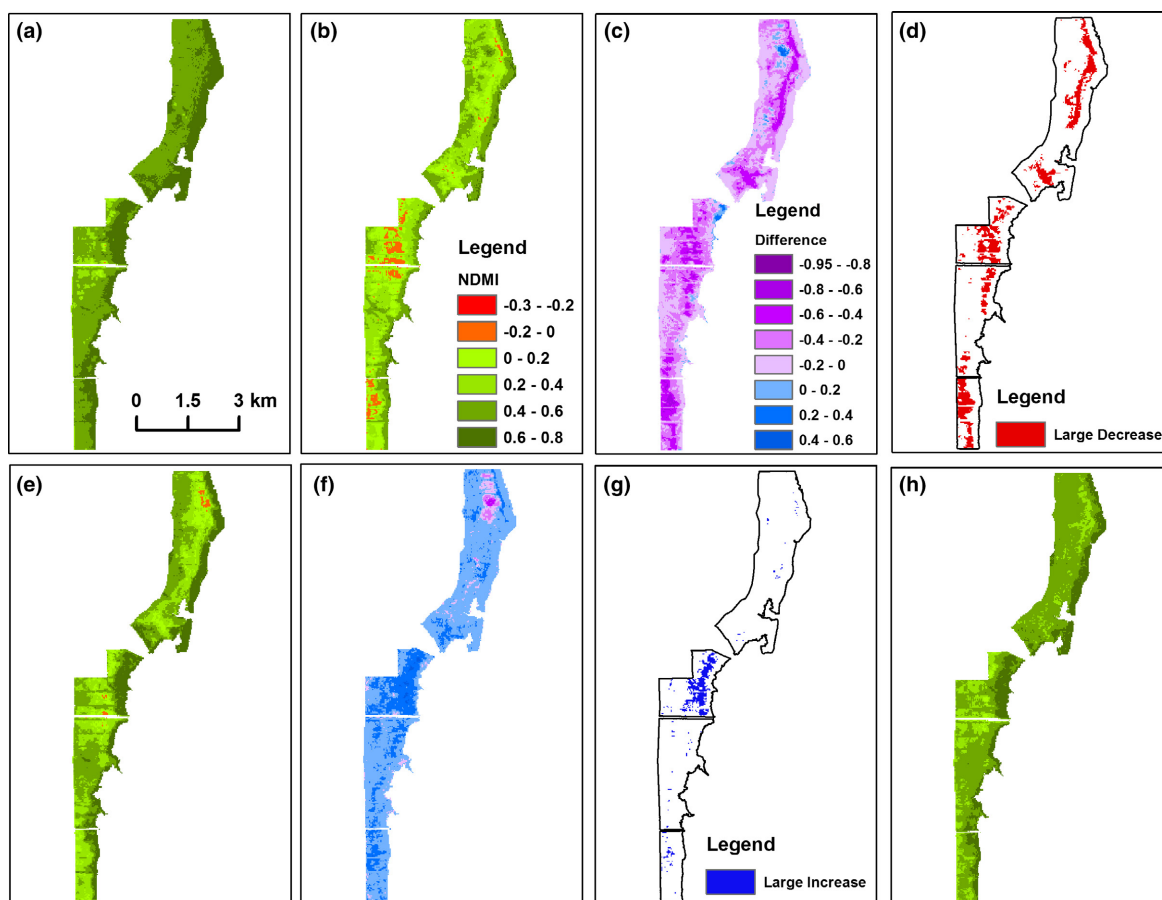 (a)
0 1.5 3 km
(b)
Legend
NDMI
-0.3 - -0.2
-0.2 - 0
0 - 0.2
0.2 - 0.4
0.4 - 0.6
0.6 - 0.8
(c)
Legend
Difference
-0.95 - -0.8
-0.8 - -0.6
-0.6 - -0.4
-0.4 - -0.2
-0.2 - 0
0 - 0.2
0.2 - 0.4
0.4 - 0.6
(d)
Legend
Large Decrease
(e)
(f)
(g)
Legend
Large Increase
(h)